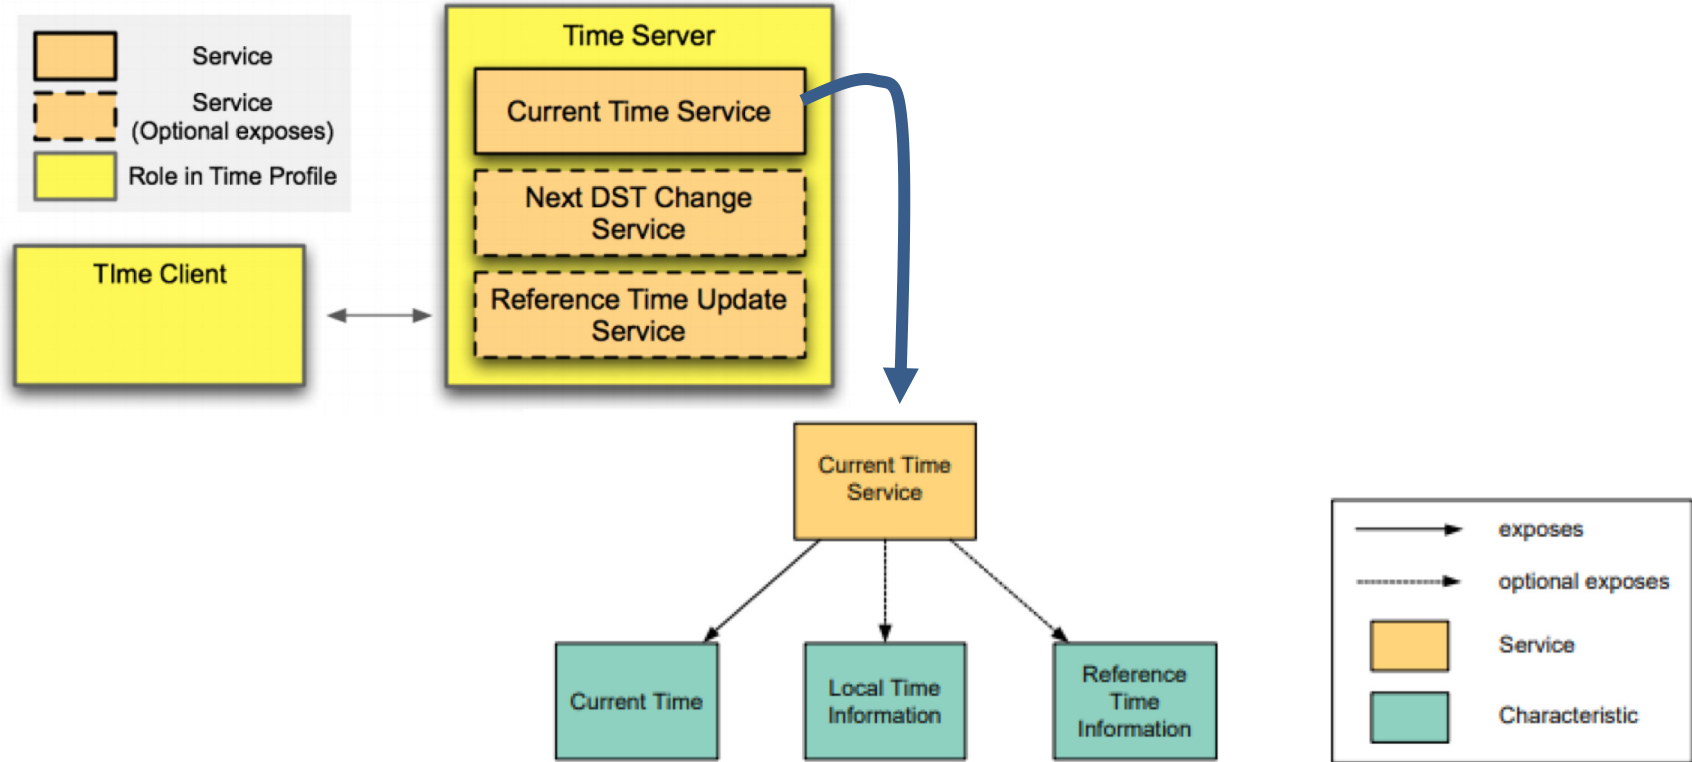 Service
Service
(Optional exposes)
Role in Time Profile
TIme Client
Time Server
Current Time Service
Next DST Change
Service
Reference Time Update
Service
Current Time
Service
Current Time
Local Time
Information
Reference
Time
Information
exposes
optional exposes
Service
Characteristic